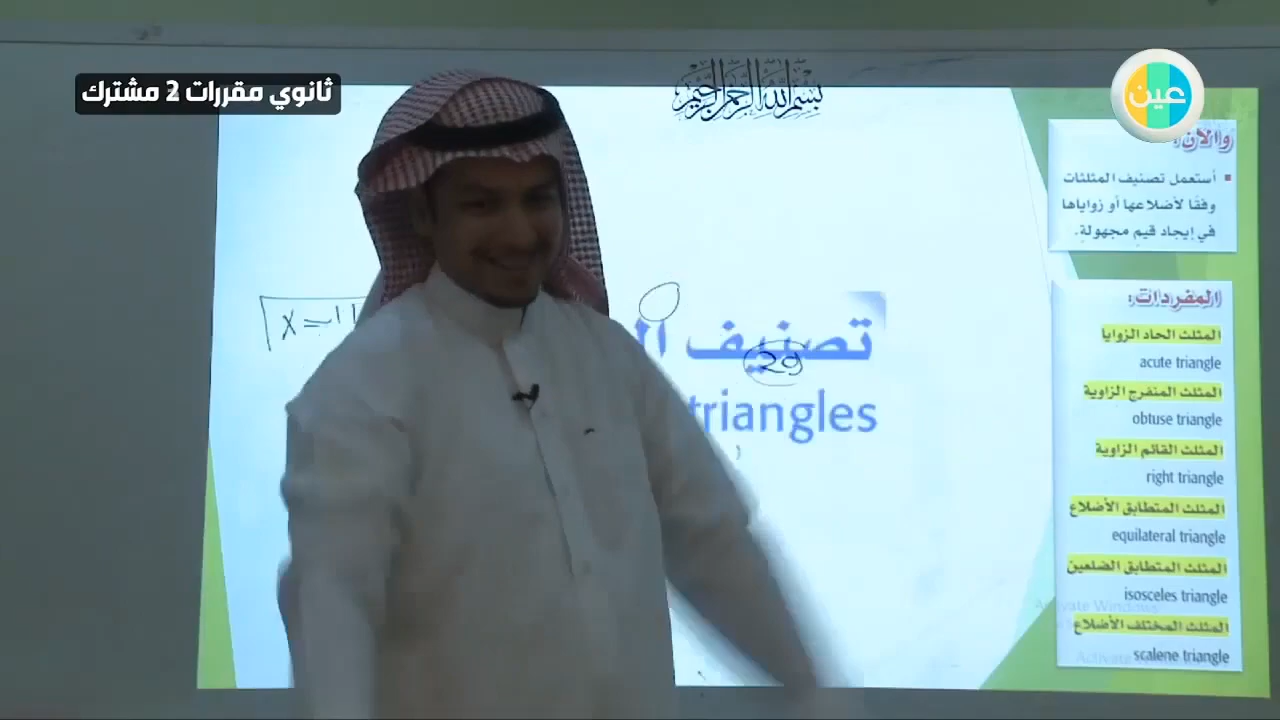 ثانوي مقررات 2 مشترك
بسم الله الرحمن الرحيم
عين
والآن:
أستعمل تصنيف المثلثات
وفقًا لأضلاعها أو زواياها
في إيجاد قيم مجهولة.
x = 11
تصنيف
29
triangles
المفردات:
المثلث الحاد الزوايا
acute triangle
المثلث المنفرج الزاوية
obtuse triangle
المثلث القائم الزاوية
right triangle
المثلث المتطابق الأضلاع
equilateral triangle
المثلث المتطابق الضلعين
isosceles triangle
المثلث المختلف الأضلاع
scalene triangle